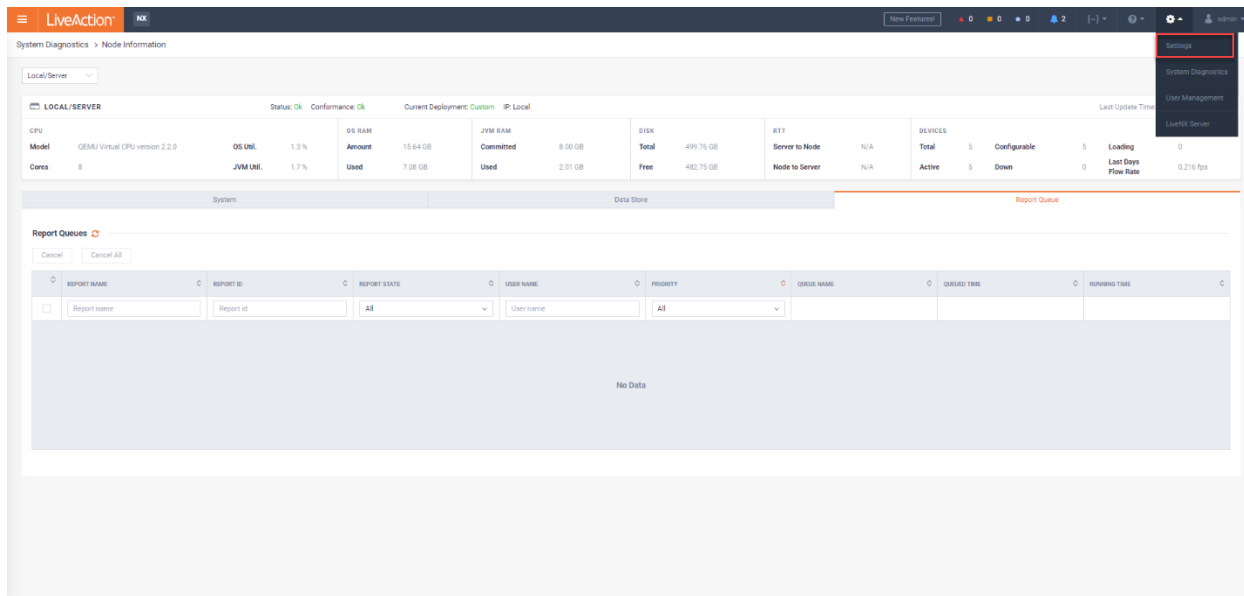 LiveAction NX New Features! 0 0 0 2 [-] admin
System Diagnostics > Node Information
Settings
System Diagnostics
User Management
LiveNX Server
Local/Server
LOCAL/SERVER Status: Ok Conformance: Ok Current Deployment: Custom IP: Local Last Update Time:
CPU OS RAM JVM RAM DISK RTT DEVICES
Model QEMU Virtual CPU version 2.2.0 OS Util. 1.3 % Amount 15.64 GB Committed 8.00 GB Total 499.76 GB Server to Node N/A Total 5 Configurable 5 Loading 0
Cores 8 JVM Util. 1.7 % Used 7.08 GB Used 2.01 GB Free 482.75 GB Node to Server N/A Active 5 Down 0 Last Days Flow Rate 0.216 fps
System Data Store Report Queue
Report Queues
Cancel Cancel All
REPORT NAME REPORT ID REPORT STATE USER NAME PRIORITY QUEUE NAME QUEUED TIME RUNNING TIME
Report name Report id All User name All
No Data